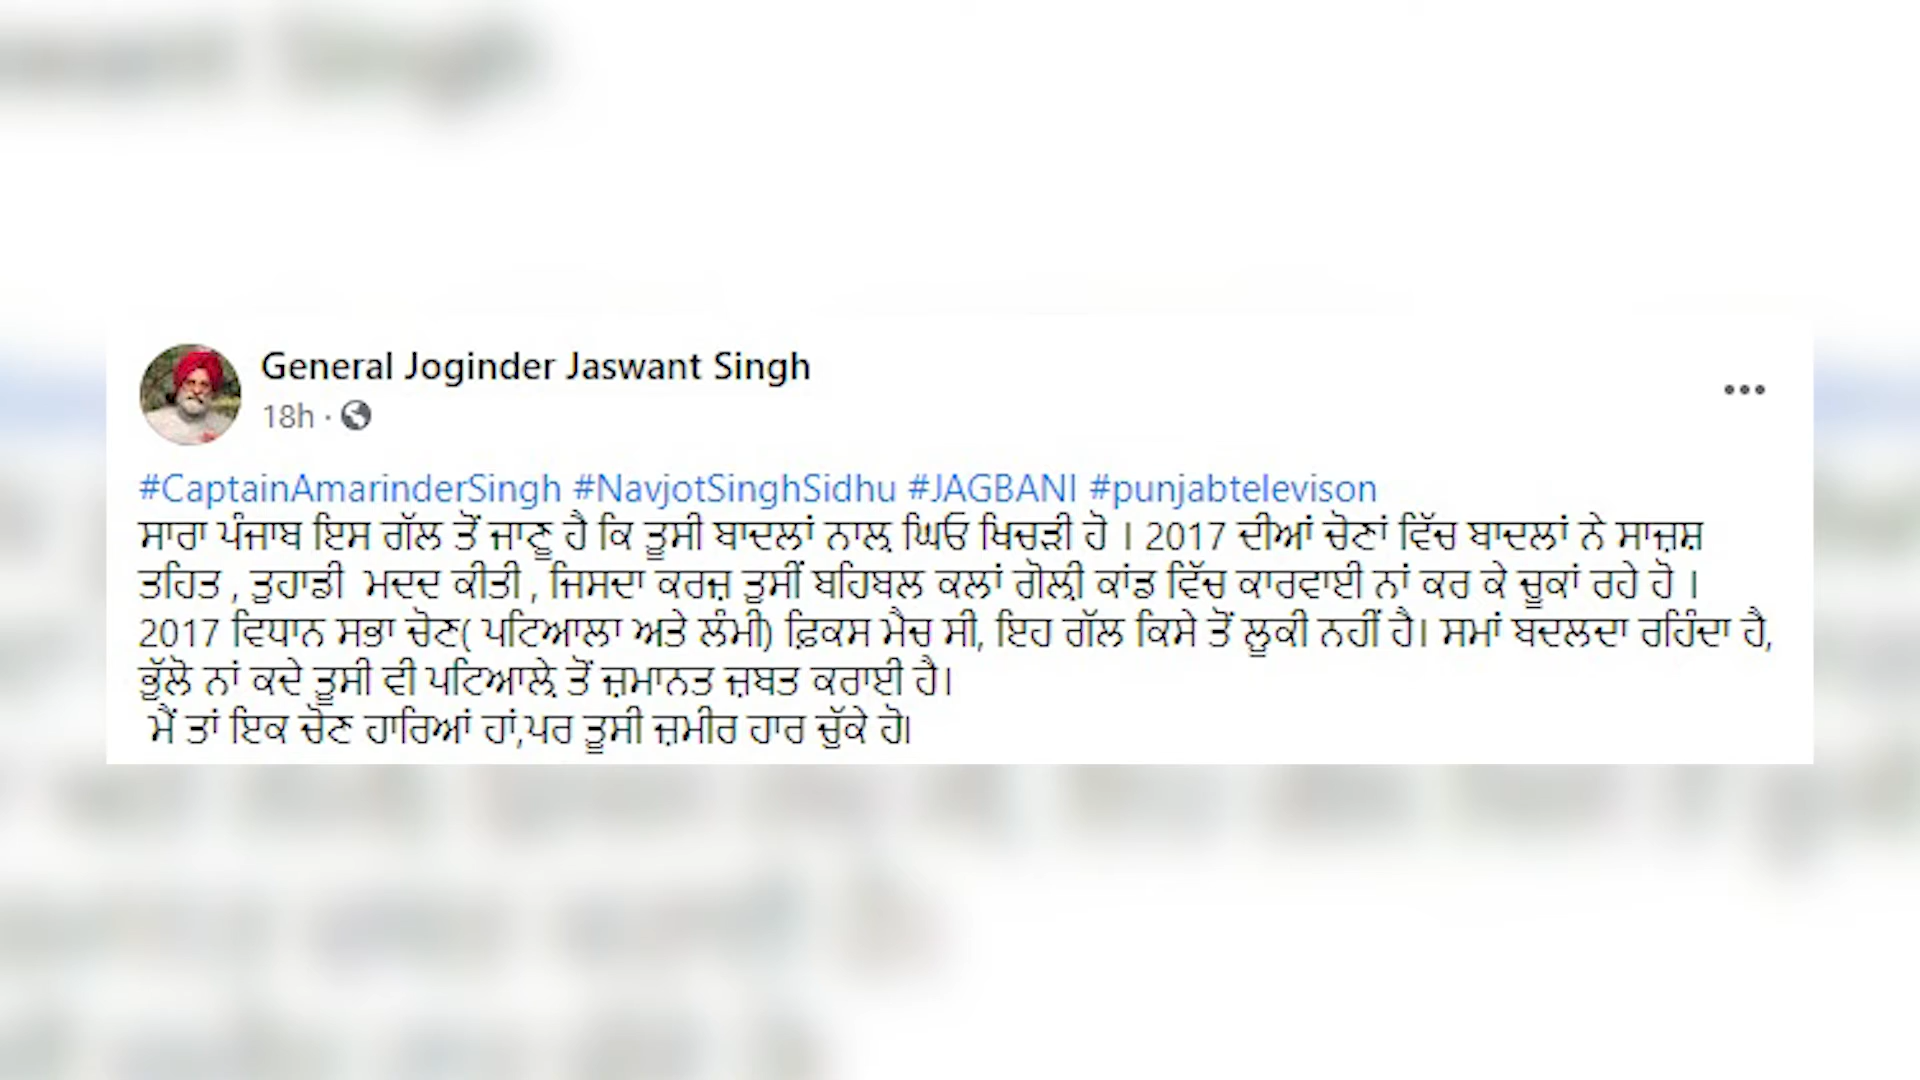 General Joginder Jaswant Singh
18h ·
#CaptainAmarinderSingh #NavjotSinghSidhu #JAGBANI #punjabtelevison
ਸਾਰਾ ਪੰਜਾਬ ਇਸ ਗੱਲ ਤੋਂ ਜਾਣੂ ਹੈ ਕਿ ਤੂਸੀ ਬਾਦਲਾਂ ਨਾਲ਼ ਘਿਓ ਖਿਚੜੀ ਹੋ । 2017 ਦੀਆਂ ਚੋਣਾਂ ਵਿੱਚ ਬਾਦਲਾਂ ਨੇ ਸਾਜ਼ਸ਼
ਤਹਿਤ , ਤੁਹਾਡੀ ਮਦਦ ਕੀਤੀ , ਜਿਸਦਾ ਕਰਜ਼ ਤੁਸੀਂ ਬਹਿਬਲ ਕਲਾਂ ਗੋਲ਼ੀ ਕਾਂਡ ਵਿੱਚ ਕਾਰਵਾਈ ਨਾਂ ਕਰ ਕੇ ਚੂਕਾਂ ਰਹੇ ਹੋ ।
2017 ਵਿਧਾਨ ਸਭਾ ਚੋਣ( ਪਟਿਆਲਾ ਅਤੇ ਲੰਮੀ) ਫ਼ਿਕਸ ਮੈਚ ਸੀ, ਇਹ ਗੱਲ ਕਿਸੇ ਤੋਂ ਲੂਕੀ ਨਹੀਂ ਹੈ। ਸਮਾਂ ਬਦਲਦਾ ਰਹਿੰਦਾ ਹੈ,
ਭੁੱਲੋ ਨਾਂ ਕਦੇ ਤੂਸੀ ਵੀ ਪਟਿਆਲ਼ੇ ਤੋਂ ਜ਼ਮਾਨਤ ਜ਼ਬਤ ਕਰਾਈ ਹੈ।
ਮੈਂ ਤਾਂ ਇਕ ਚੋਣ ਹਾਰਿਆਂ ਹਾਂ,ਪਰ ਤੂਸੀ ਜ਼ਮੀਰ ਹਾਰ ਚੁੱਕੇ ਹੋ।